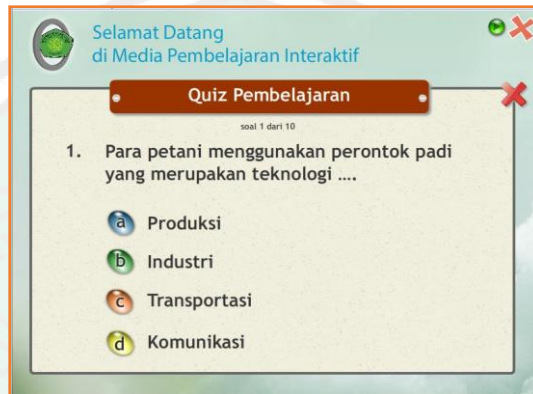 Selamat Datang
di Media Pembelajaran Interaktif
Quiz Pembelajaran
soal 1 dari 10
1. Para petani menggunakan perontok padi
yang merupakan teknologi ....
a Produksi
b Industri
c Transportasi
d Komunikasi